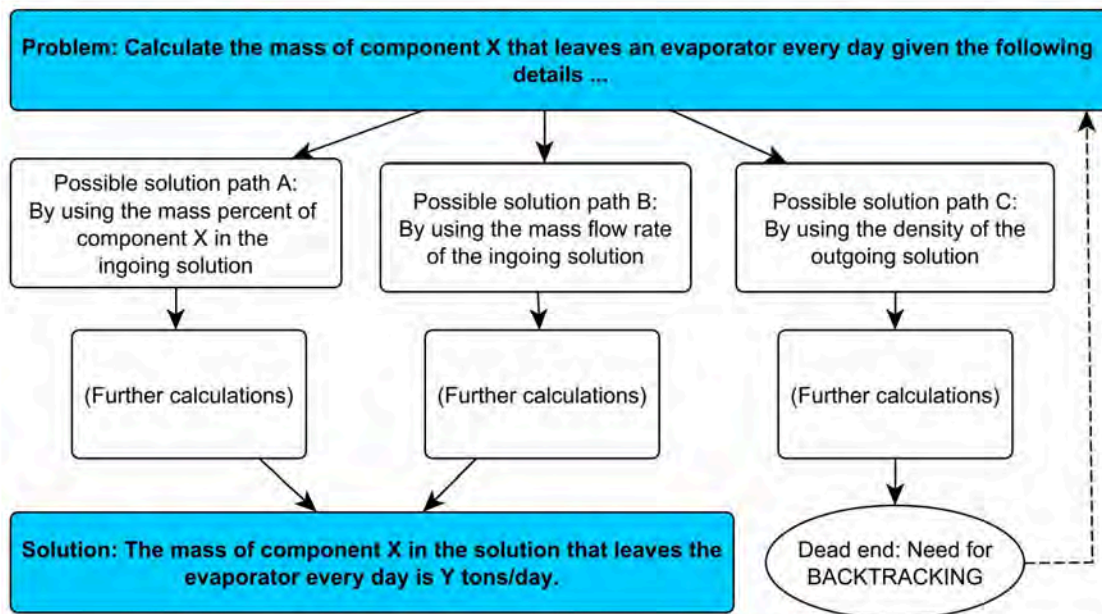 Problem: Calculate the mass of component X that leaves an evaporator every day given the following
details ...
Possible solution path A:
By using the mass percent of
component X in the
ingoing solution
Possible solution path B:
By using the mass flow rate
of the ingoing solution
Possible solution path C:
By using the density of the
outgoing solution
(Further calculations)
(Further calculations)
(Further calculations)
Solution: The mass of component X in the solution that leaves the
evaporator every day is Y tons/day.
Dead end: Need for
BACKTRACKING